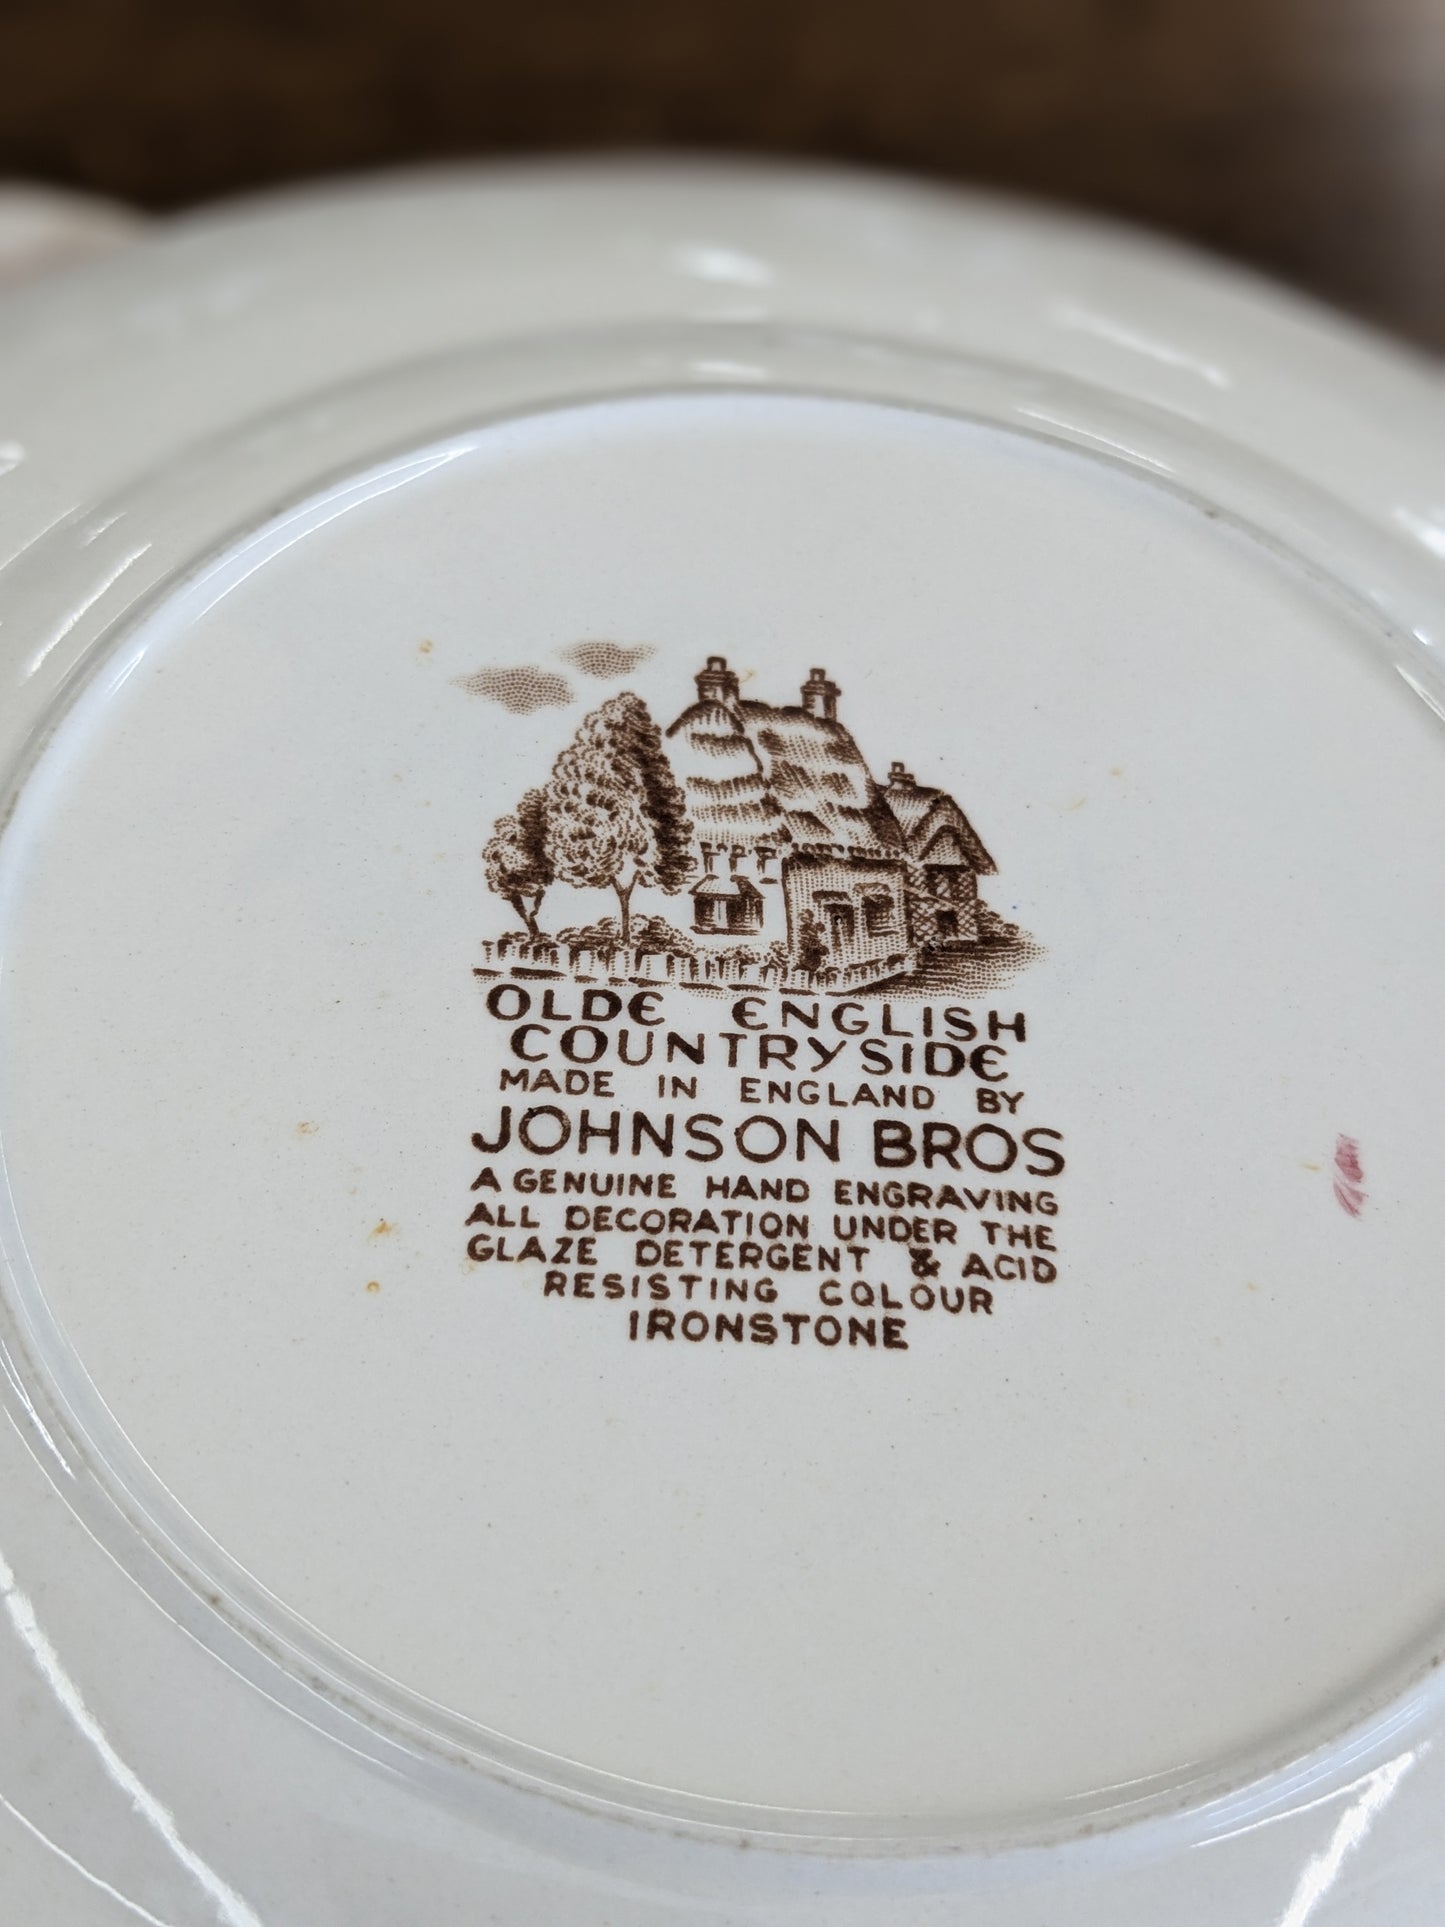 OLDE ENGLISH
COUNTRYSIDE
MADE IN ENGLAND BY
JOHNSON BROS
A GENUINE HAND ENGRAVING
ALL DECORATION UNDER THE
GLAZE DETERGENT & ACID
RESISTING COLOUR
IRONSTONE